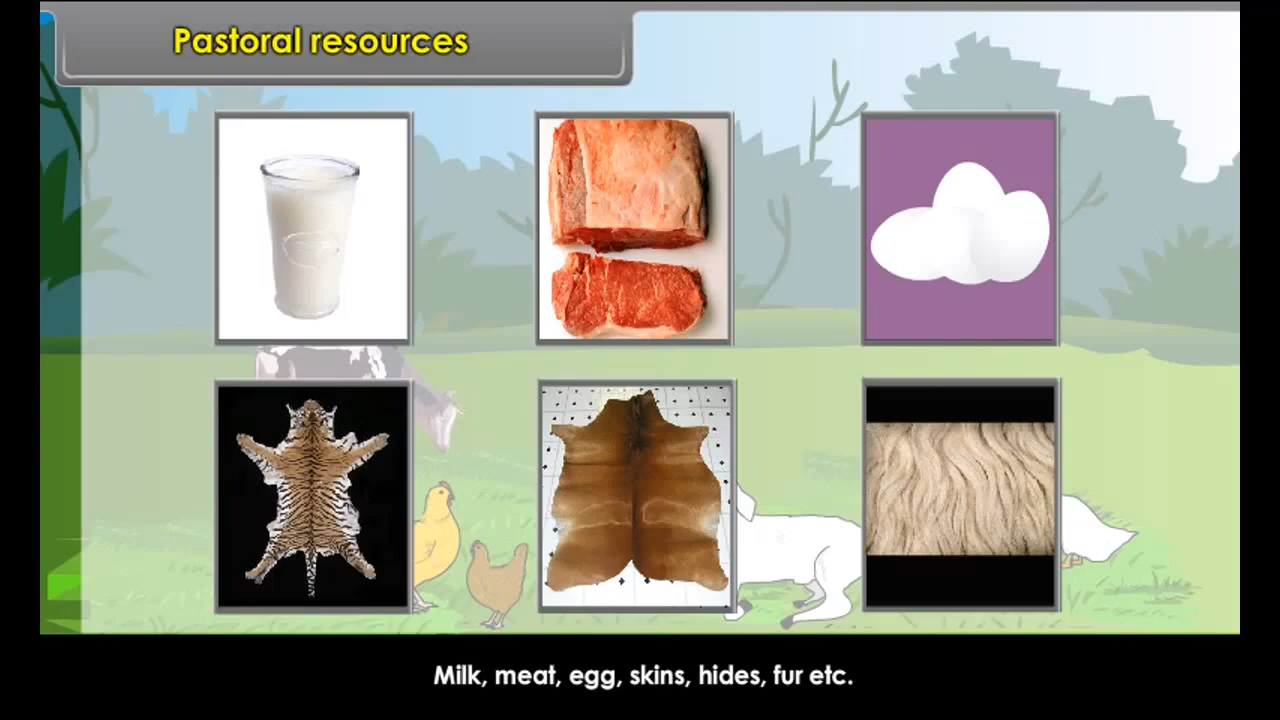 Pastoral resources
Milk, meat, egg, skins, hides, fur etc.